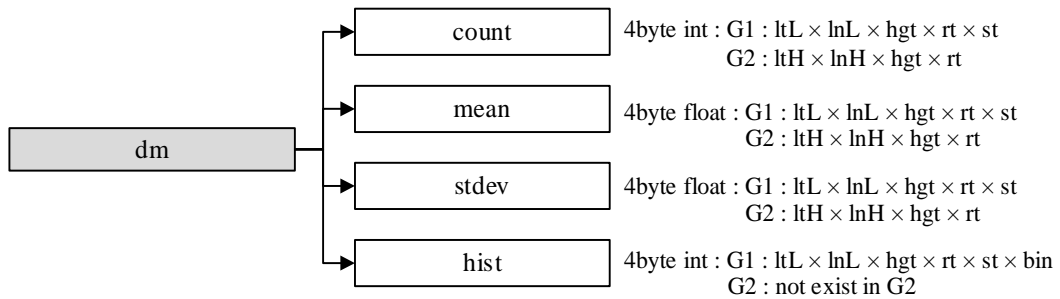 count
4byte int : G1 : ltL × lnL × hgt × rt × st
G2 : ltH × lnH × hgt × rt
mean
4byte float : G1 : ltL × lnL × hgt × rt × st
G2 : ltH × lnH × hgt × rt
dm
stdev
4byte float : G1 : ltL × lnL × hgt × rt × st
G2 : ltH × lnH × hgt × rt
hist
4byte int : G1 : ltL × lnL × hgt × rt × st × bin
G2 : not exist in G2